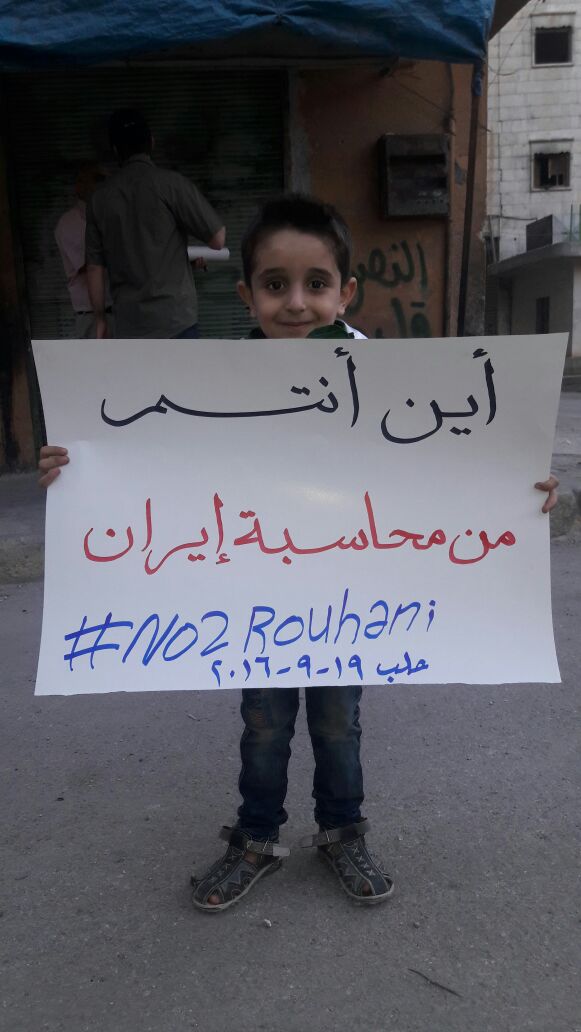 أين أنتم
من محاسبة إيران
#No2Rouhani
حلب ١٩-٩-٢٠١٦